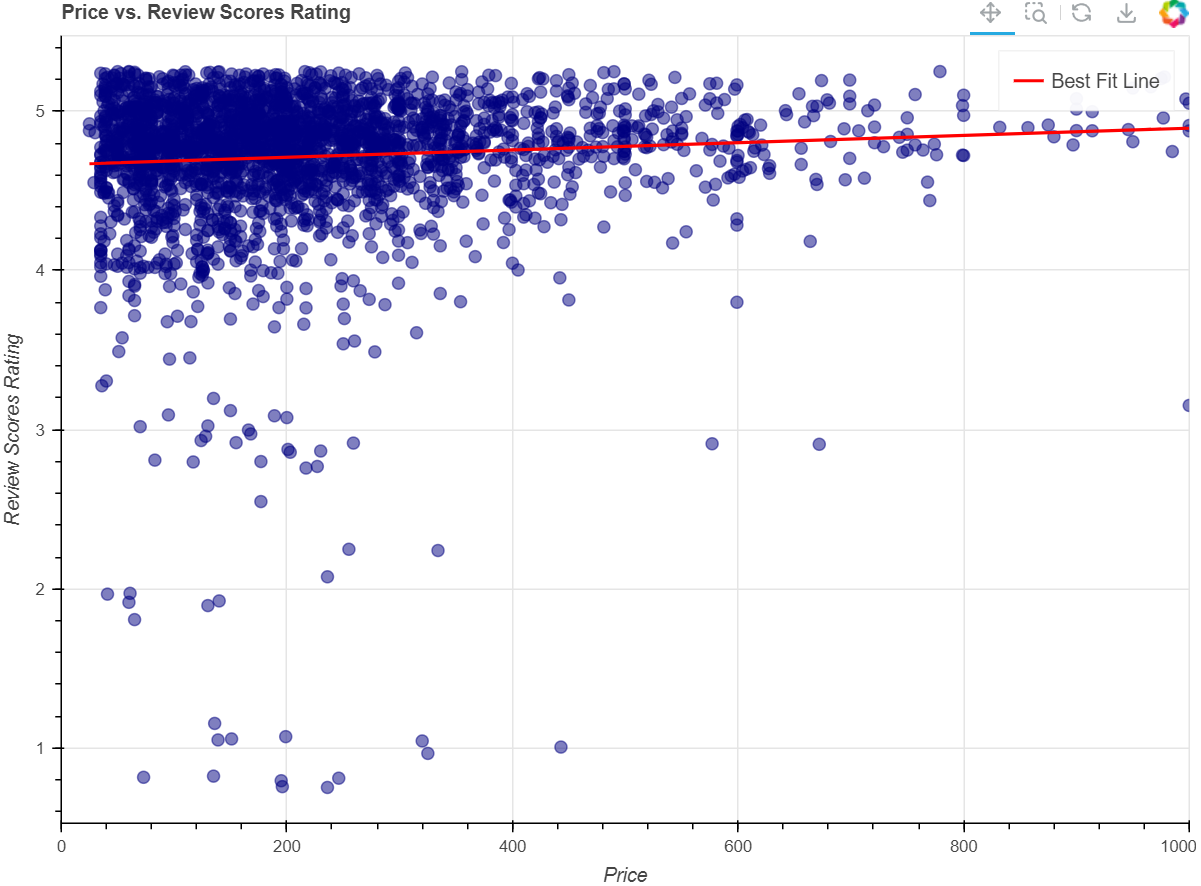 Price vs. Review Scores Rating
Best Fit Line
5
4
3
2
1
Review Scores Rating
0 200 400 600 800 1000
Price